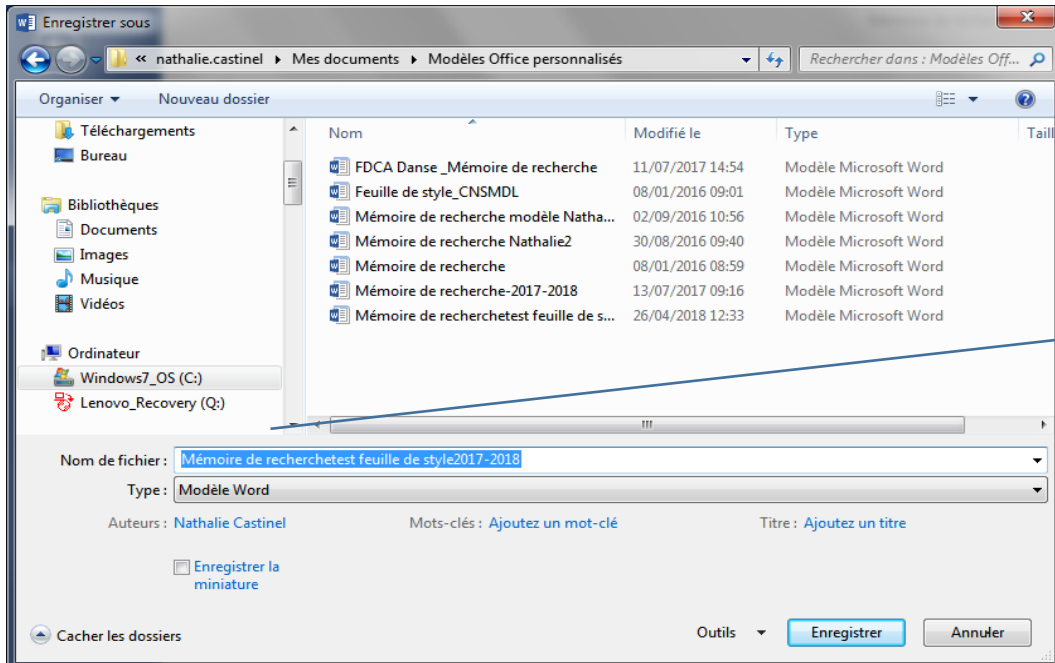 Enregistrer sous
« nathalie.castinel ▸ Mes documents ▸ Modèles Office personnalisés
Rechercher dans : Modèles Off...
Organiser Nouveau dossier
Téléchargements
Bureau
Bibliothèques
Documents
Images
Musique
Vidéos
Ordinateur
Windows7_OS (C:)
Lenovo_Recovery (Q:)
Nom Modifié le Type Taill
FDCA Danse _Mémoire de recherche 11/07/2017 14:54 Modèle Microsoft Word
Feuille de style_CNSMDL 08/01/2016 09:01 Modèle Microsoft Word
Mémoire de recherche modèle Natha... 02/09/2016 10:56 Modèle Microsoft Word
Mémoire de recherche Nathalie2 30/08/2016 09:40 Modèle Microsoft Word
Mémoire de recherche 08/01/2016 08:59 Modèle Microsoft Word
Mémoire de recherche-2017-2018 13/07/2017 09:16 Modèle Microsoft Word
Mémoire de recherchetest feuille de s... 26/04/2018 12:33 Modèle Microsoft Word
Nom de fichier : Mémoire de recherchetest feuille de style2017-2018
Type : Modèle Word
Auteurs : Nathalie Castinel Mots-clés : Ajoutez un mot-clé Titre : Ajoutez un titre
Enregistrer la
miniature
Cacher les dossiers Outils Enregistrer Annuler